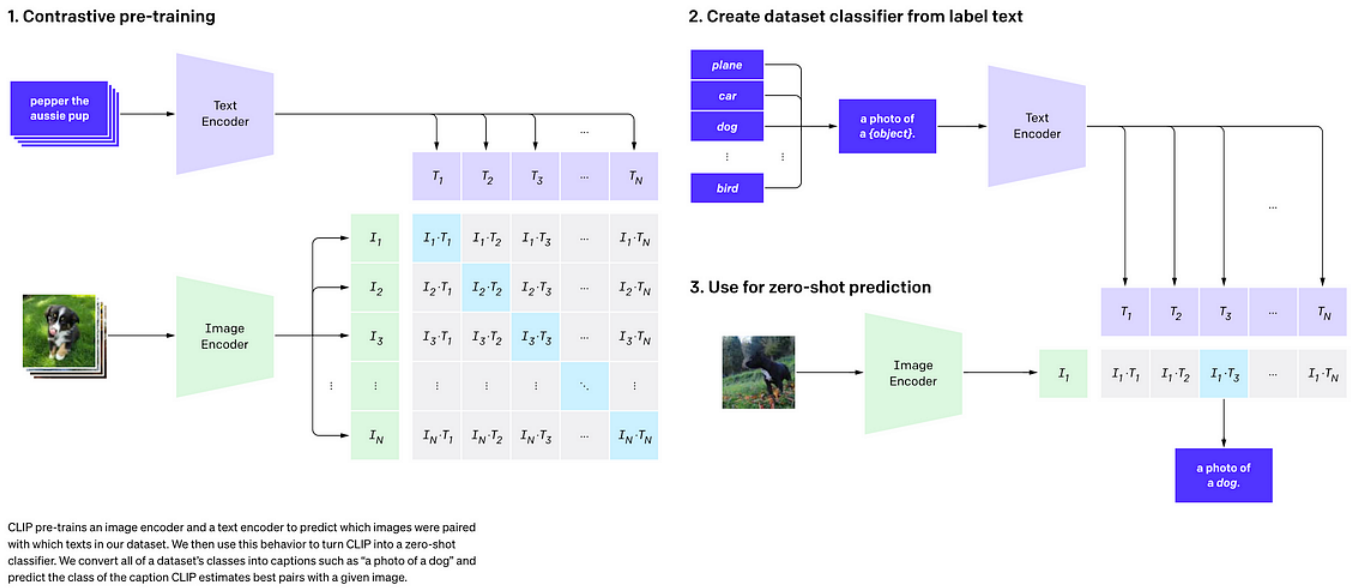 1. Contrastive pre-training
pepper the
aussie pup
Text
Encoder
...
T1 T2 T3 ... TN
I1 I1·T1 I1·T2 I1·T3 ... I1·TN
I2 I2·T1 I2·T2 I2·T3 ... I2·TN
Image
Encoder
I3 I3·T1 I3·T2 I3·T3 ... I3·TN
⋮ ⋮ ⋮ ⋮ ⋮ ⋱ ⋮
IN IN·T1 IN·T2 IN·T3 ... IN·TN
2. Create dataset classifier from label text
plane
car
dog
⋮ ⋮
bird
a photo of
a {object}.
Text
Encoder
...
3. Use for zero-shot prediction
T1 T2 T3 ... TN
Image
Encoder
I1 I1·T1 I1·T2 I1·T3 ... I1·TN
a photo of
a dog.
CLIP pre-trains an image encoder and a text encoder to predict which images were paired
with which texts in our dataset. We then use this behavior to turn CLIP into a zero-shot
classifier. We convert all of a dataset’s classes into captions such as “a photo of a dog” and
predict the class of the caption CLIP estimates best pairs with a given image.